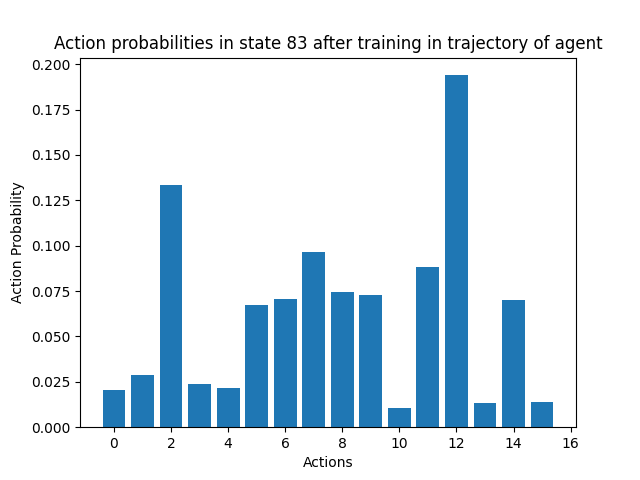 Action probabilities in state 83 after training in trajectory of agent
0.200
0.175
0.150
0.125
0.100
0.075
0.050
0.025
0.000
Action Probability
0 2 4 6 8 10 12 14 16
Actions